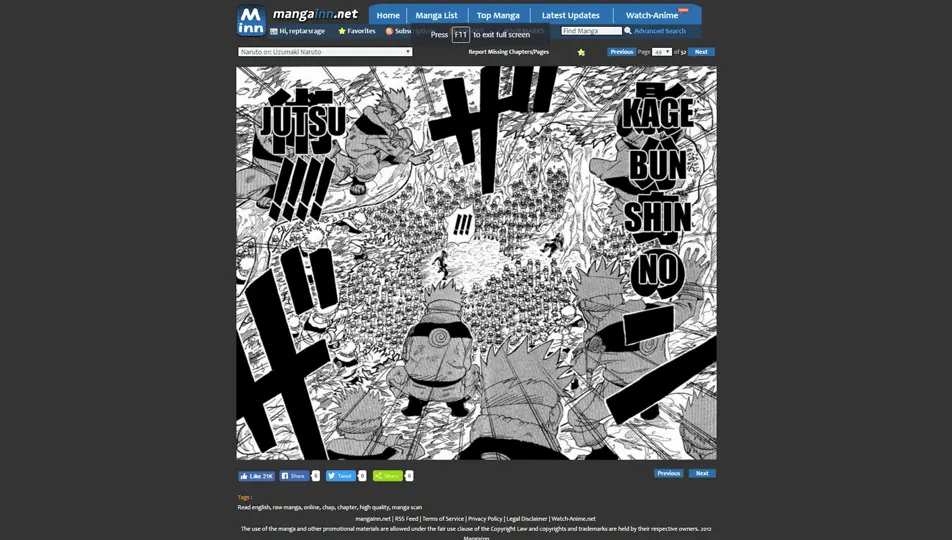 M
inn
mangainn.net
Home
Manga List
Top Manga
Latest Updates
Watch-Anime
Hi, reptarsrage
Favorites
Press F11 to exit full screen
Find Manga
Advanced Search
Naruto 01: Uzumaki Naruto
Report Missing Chapters/Pages
Previous
Page 49 of 52
Next
KAGE
BUN
SHIN
NO
JUTSU
!!!!
!!!
ザ
ザ
Like 21K
Share
0
Tweet
0
Share
0
Previous
Next
Tags :
Read english, raw manga, online, chap, chapter, high quality, manga scan
mangainn.net | RSS Feed | Terms of Service | Privacy Policy | Legal Disclaimer | Watch-Anime.net
The use of the manga and other promotional materials are allowed under the fair use clause of the Copyright Law and copyrights and trademarks are held by their respective owners. 2012
Mangainn